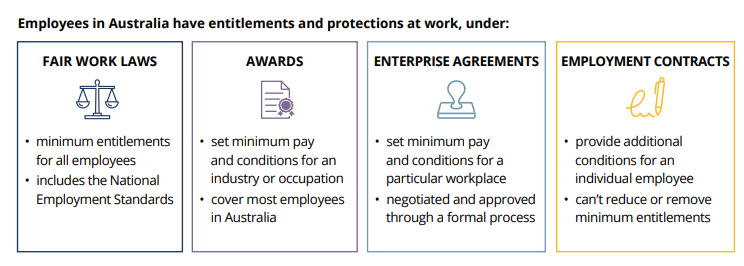 Employees in Australia have entitlements and protections at work, under:
FAIR WORK LAWS
• minimum entitlements
for all employees
• includes the National
Employment Standards
AWARDS
• set minimum pay
and conditions for an
industry or occupation
• cover most employees
in Australia
ENTERPRISE AGREEMENTS
• set minimum pay
and conditions for a
particular workplace
• negotiated and approved
through a formal process
EMPLOYMENT CONTRACTS
• provide additional
conditions for an
individual employee
• can’t reduce or remove
minimum entitlements